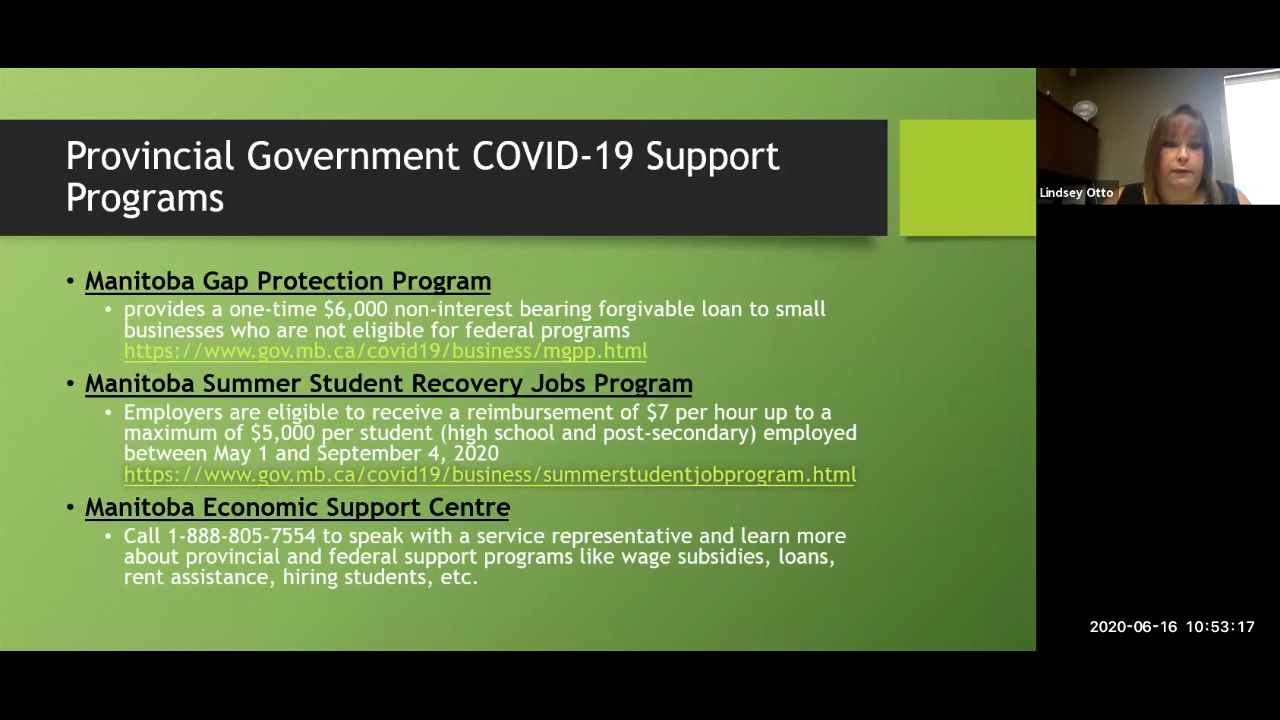 Provincial Government COVID-19 Support
Programs
• Manitoba Gap Protection Program
• provides a one-time $6,000 non-interest bearing forgivable loan to small
businesses who are not eligible for federal programs
https://www.gov.mb.ca/covid19/business/mgpp.html
• Manitoba Summer Student Recovery Jobs Program
• Employers are eligible to receive a reimbursement of $7 per hour up to a
maximum of $5,000 per student (high school and post-secondary) employed
between May 1 and September 4, 2020
https://www.gov.mb.ca/covid19/business/summerstudentjobprogram.html
• Manitoba Economic Support Centre
• Call 1-888-805-7554 to speak with a service representative and learn more
about provincial and federal support programs like wage subsidies, loans,
rent assistance, hiring students, etc.
Lindsey Otto
2020-06-16 10:53:17